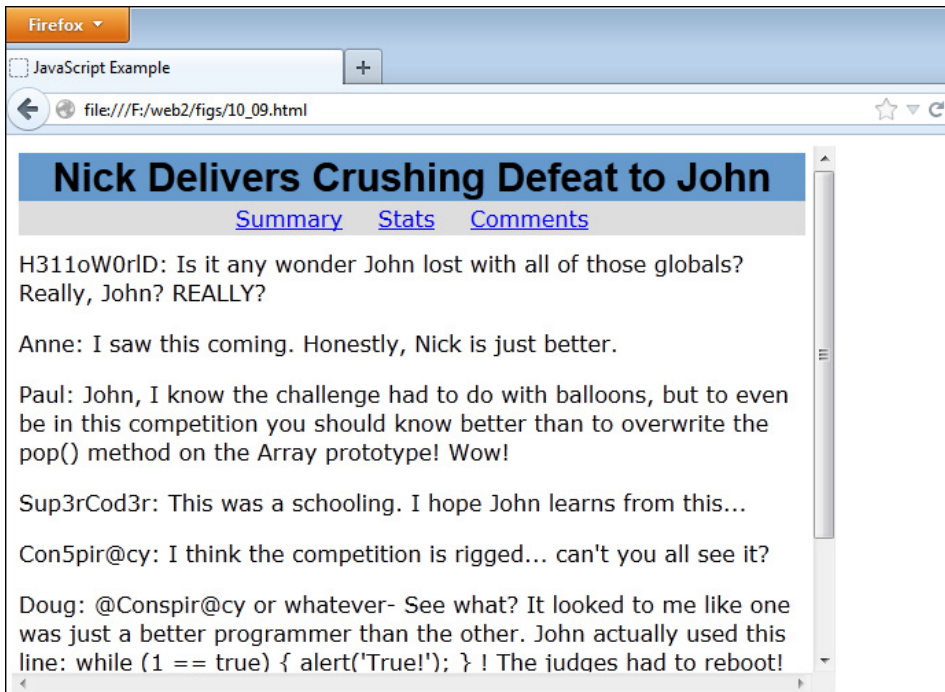 Firefox
JavaScript Example
file:///F:/web2/figs/10_09.html
Nick Delivers Crushing Defeat to John
Summary Stats Comments
H311oW0rlD: Is it any wonder John lost with all of those globals?
Really, John? REALLY?
Anne: I saw this coming. Honestly, Nick is just better.
Paul: John, I know the challenge had to do with balloons, but to even
be in this competition you should know better than to overwrite the
pop() method on the Array prototype! Wow!
Sup3rCod3r: This was a schooling. I hope John learns from this...
Con5pir@cy: I think the competition is rigged... can't you all see it?
Doug: @Conspir@cy or whatever- See what? It looked to me like one
was just a better programmer than the other. John actually used this
line: while (1 == true) { alert('True!'); } ! The judges had to reboot!